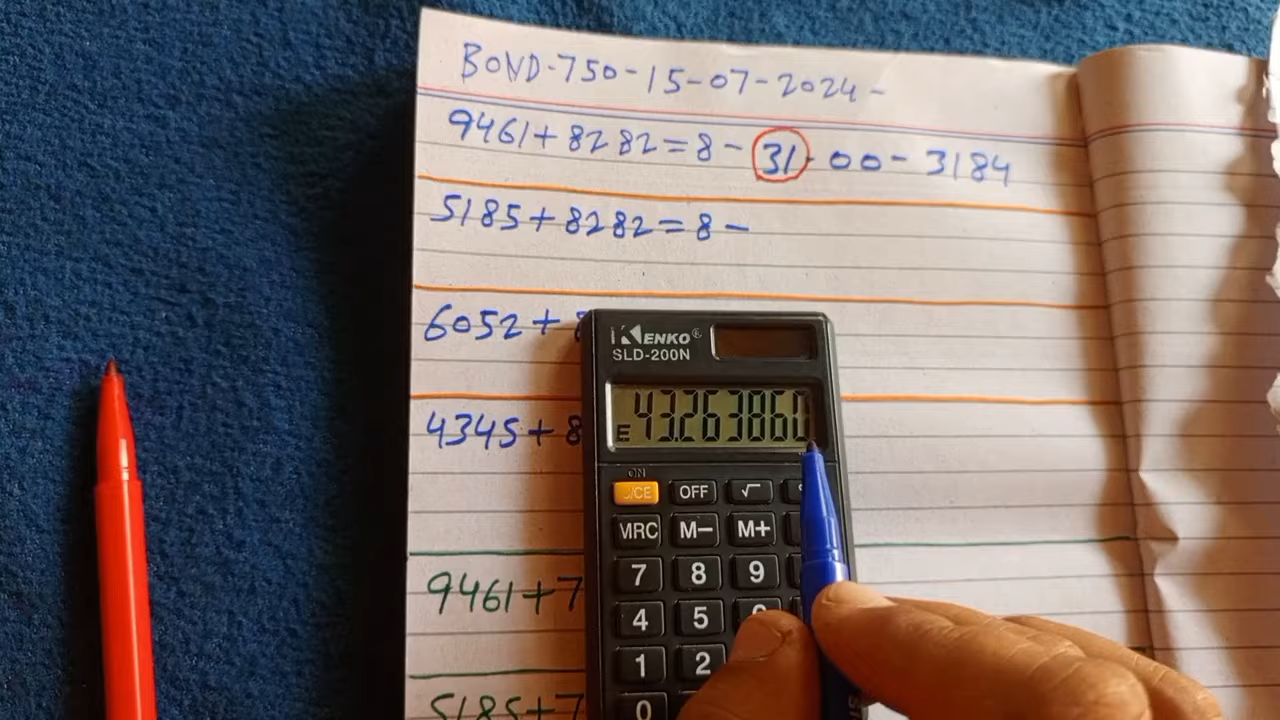 BOND-750-15-07-2024-
9461+8282=8-31-00-3184
5185+8282=8-
6052+
KENKO®
SLD-200N
E 43.263860
4345+8
ON
C/CE OFF √
MRC M- M+
7 8 9
9461+7
4 5
1 2
0
5185+7